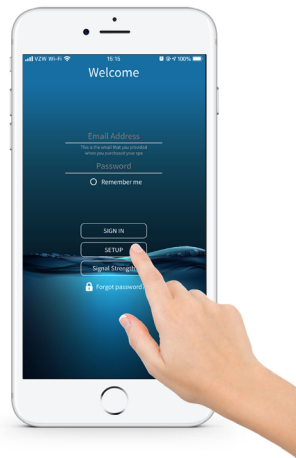 VZW Wi-Fi 15:15 100%
Welcome
Email Address
This is the email that you provided
when you purchased your spa
Password
Remember me
SIGN IN
SETUP
Signal Strength
Forgot password